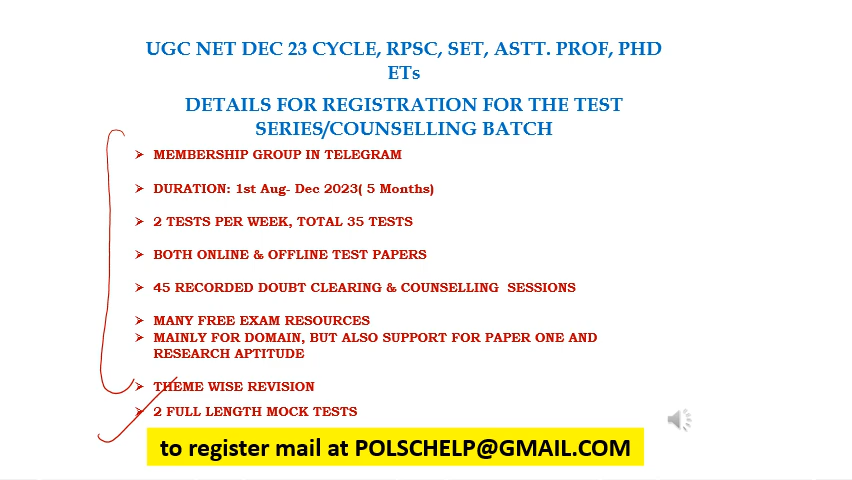 UGC NET DEC 23 CYCLE, RPSC, SET, ASTT. PROF, PHD
ETs
DETAILS FOR REGISTRATION FOR THE TEST
SERIES/COUNSELLING BATCH
➢ MEMBERSHIP GROUP IN TELEGRAM
➢ DURATION: 1st Aug- Dec 2023( 5 Months)
➢ 2 TESTS PER WEEK, TOTAL 35 TESTS
➢ BOTH ONLINE & OFFLINE TEST PAPERS
➢ 45 RECORDED DOUBT CLEARING & COUNSELLING  SESSIONS
➢ MANY FREE EXAM RESOURCES
➢ MAINLY FOR DOMAIN, BUT ALSO SUPPORT FOR PAPER ONE AND
RESEARCH APTITUDE
➢ THEME WISE REVISION
➢ 2 FULL LENGTH MOCK TESTS
to register mail at POLSCHELP@GMAIL.COM